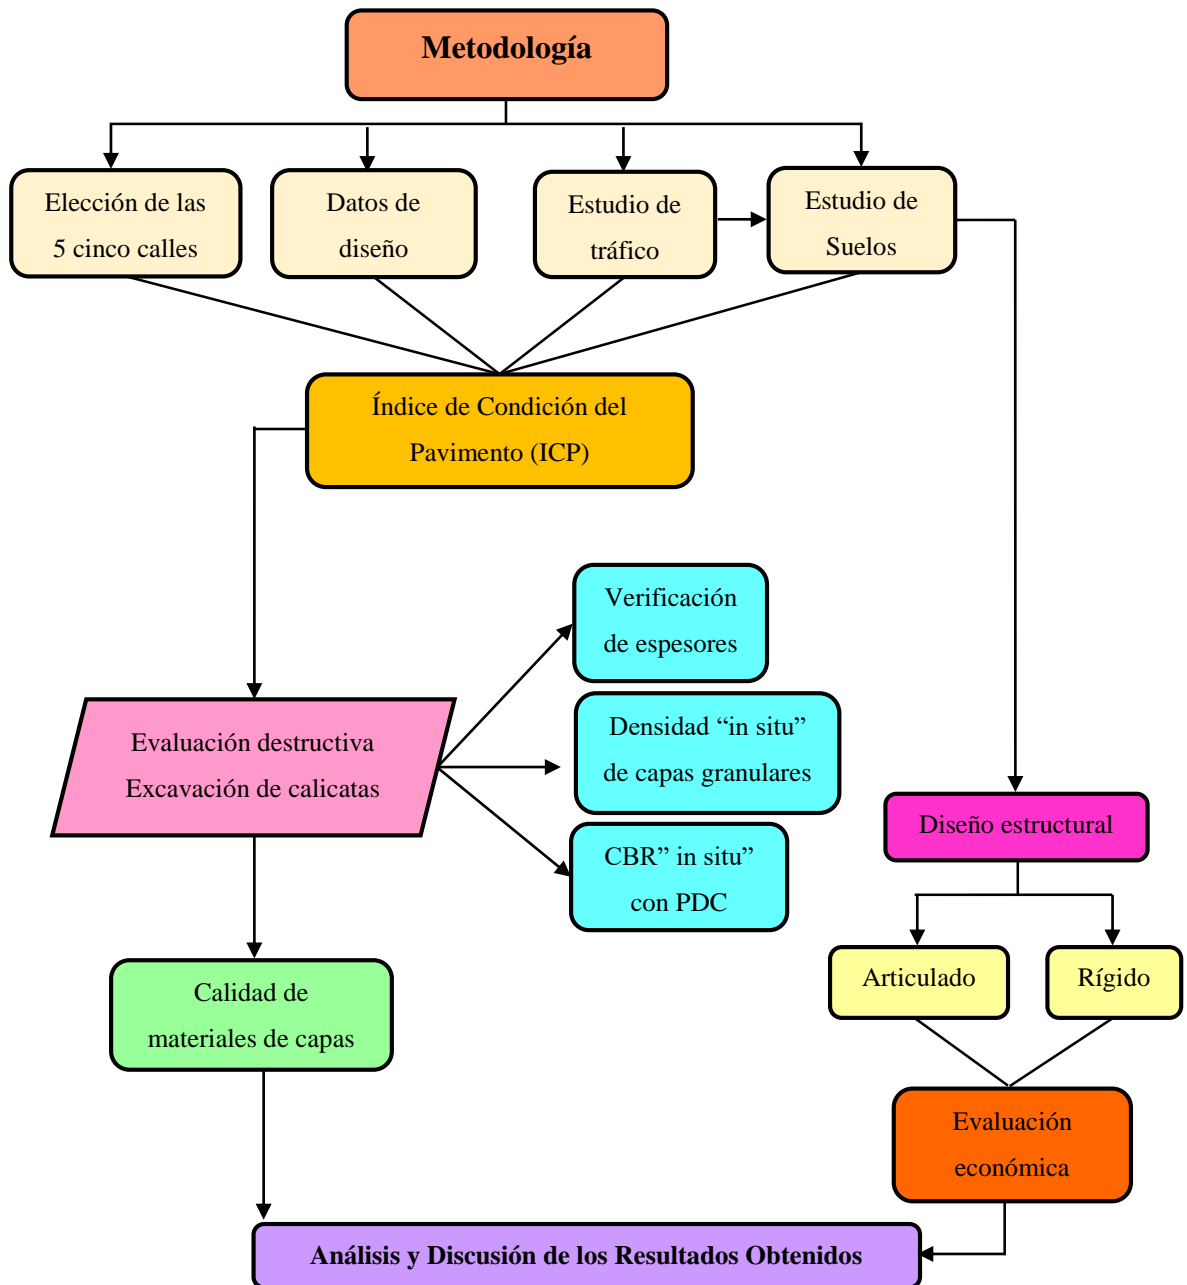 Metodología
Elección de las
5 cinco calles
Datos de
diseño
Estudio de
tráfico
Estudio de
Suelos
Índice de Condición del
Pavimento (ICP)
Verificación
de espesores
Evaluación destructiva
Excavación de calicatas
Densidad “in situ”
de capas granulares
CBR” in situ”
con PDC
Diseño estructural
Articulado
Rígido
Calidad de
materiales de capas
Evaluación
económica
Análisis y Discusión de los Resultados Obtenidos